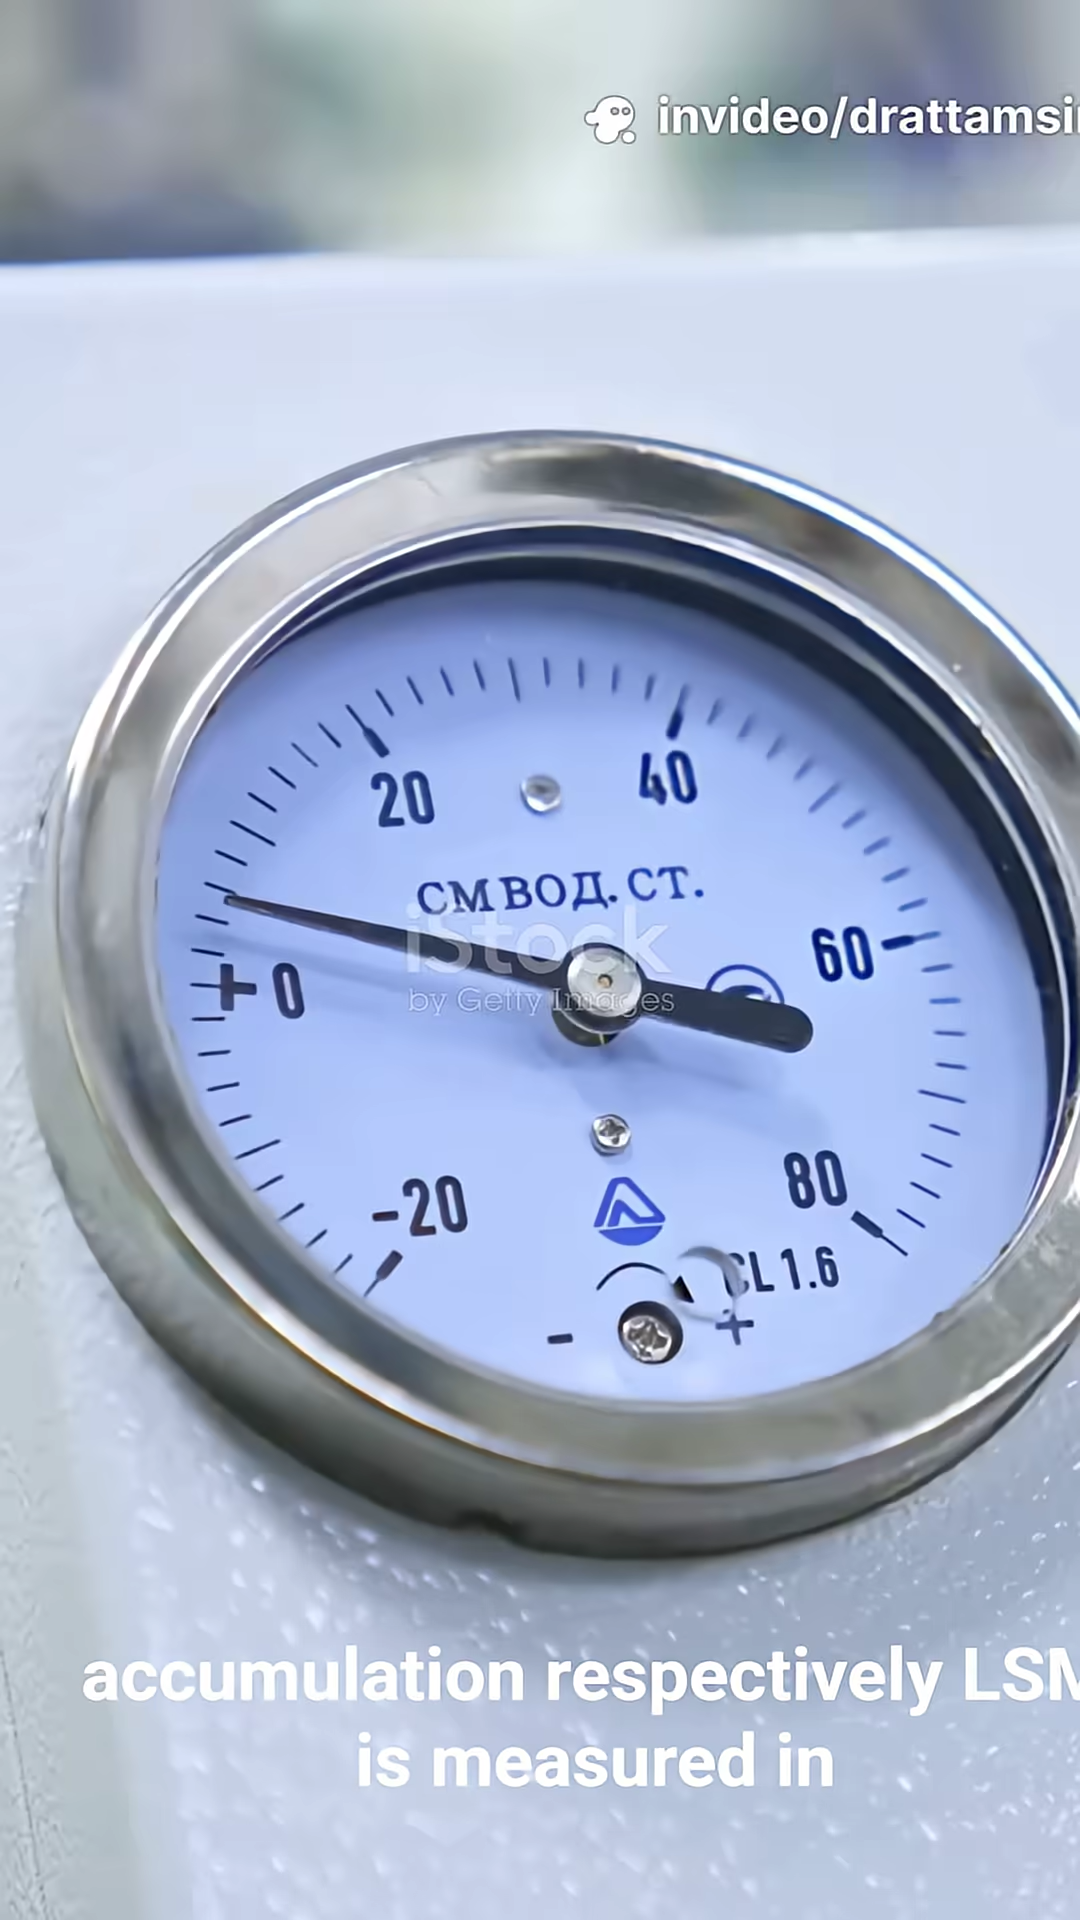 invideo/drattamsi
20
40
СМ ВОД. СТ.
iStock
by Getty Images
60
+ 0
-20
80
CL 1.6
- +
accumulation respectively LSM
is measured in